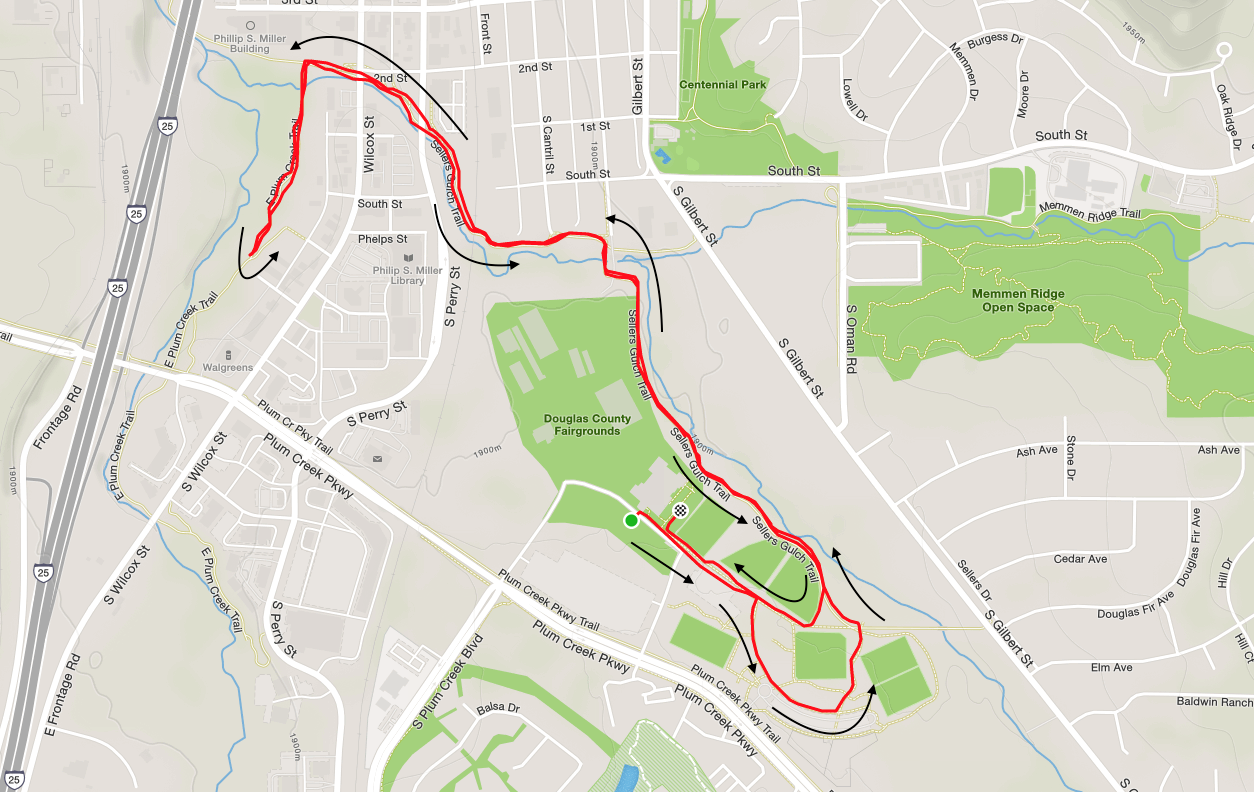 3rd St
Phillip S. Miller
Building
Front St
2nd St
2nd St
Gilbert St
Centennial Park
Burgess Dr
Memmen Dr
Moore Dr
Lowell Dr
1950m
Oak Ridge Dr
25
1st St
S Cantril St
1900m
South St
South St
South St
Wilcox St
E Plum Creek Trail
Sellers Gulch Trail
1900m
25
South St
Phelps St
Philip S. Miller
Library
S Perry St
S Gilbert St
Memmen Ridge Trail
Memmen Ridge
Open Space
S Oman Rd
25
E Plum Creek Trail
Walgreens
Sellers Gulch Trail
S Gilbert St
Frontage Rd
Plum Cr Pky Trail
S Perry St
Plum Creek Pkwy
Douglas County
Fairgrounds
1900m
1900m
Sellers Gulch Trail
E Plum Creek Trail
S Wilcox St
1900m
Ash Ave
Stone Dr
Ash Ave
Sellers Gulch Trail
Cedar Ave
Douglas Fir Ave
Douglas Fir Ave
Hill Dr
Sellers Dr
S Gilbert St
25
S Wilcox St
E Plum Creek Trail
S Perry St
Plum Creek Pkwy Trail
Plum Creek Pkwy
S Plum Creek Blvd
Plum Creek Pkwy Trail
Plum Creek Pkwy
Elm Ave
Hill Ct
Baldwin Ranch
E Frontage Rd
Balsa Dr
1900m
25